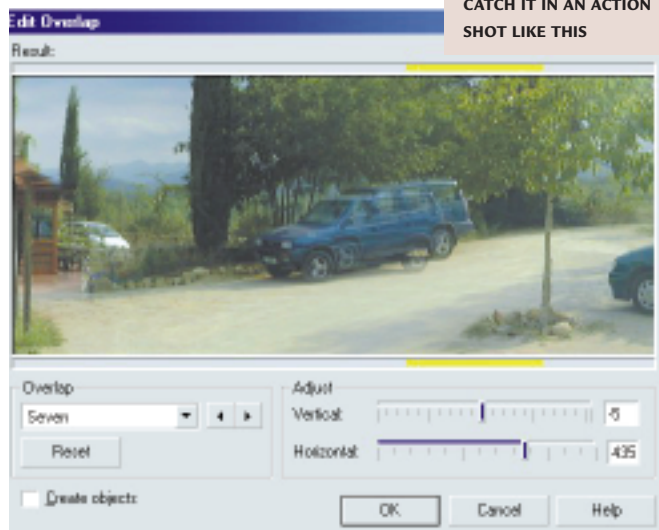 CATCH IT IN AN ACTION
SHOT LIKE THIS
Edit Overlap
Result:
Overlap
Seven
Reset
Adjust
Vertical:
-5
Horizontal:
-435
Create objects
OK
Cancel
Help